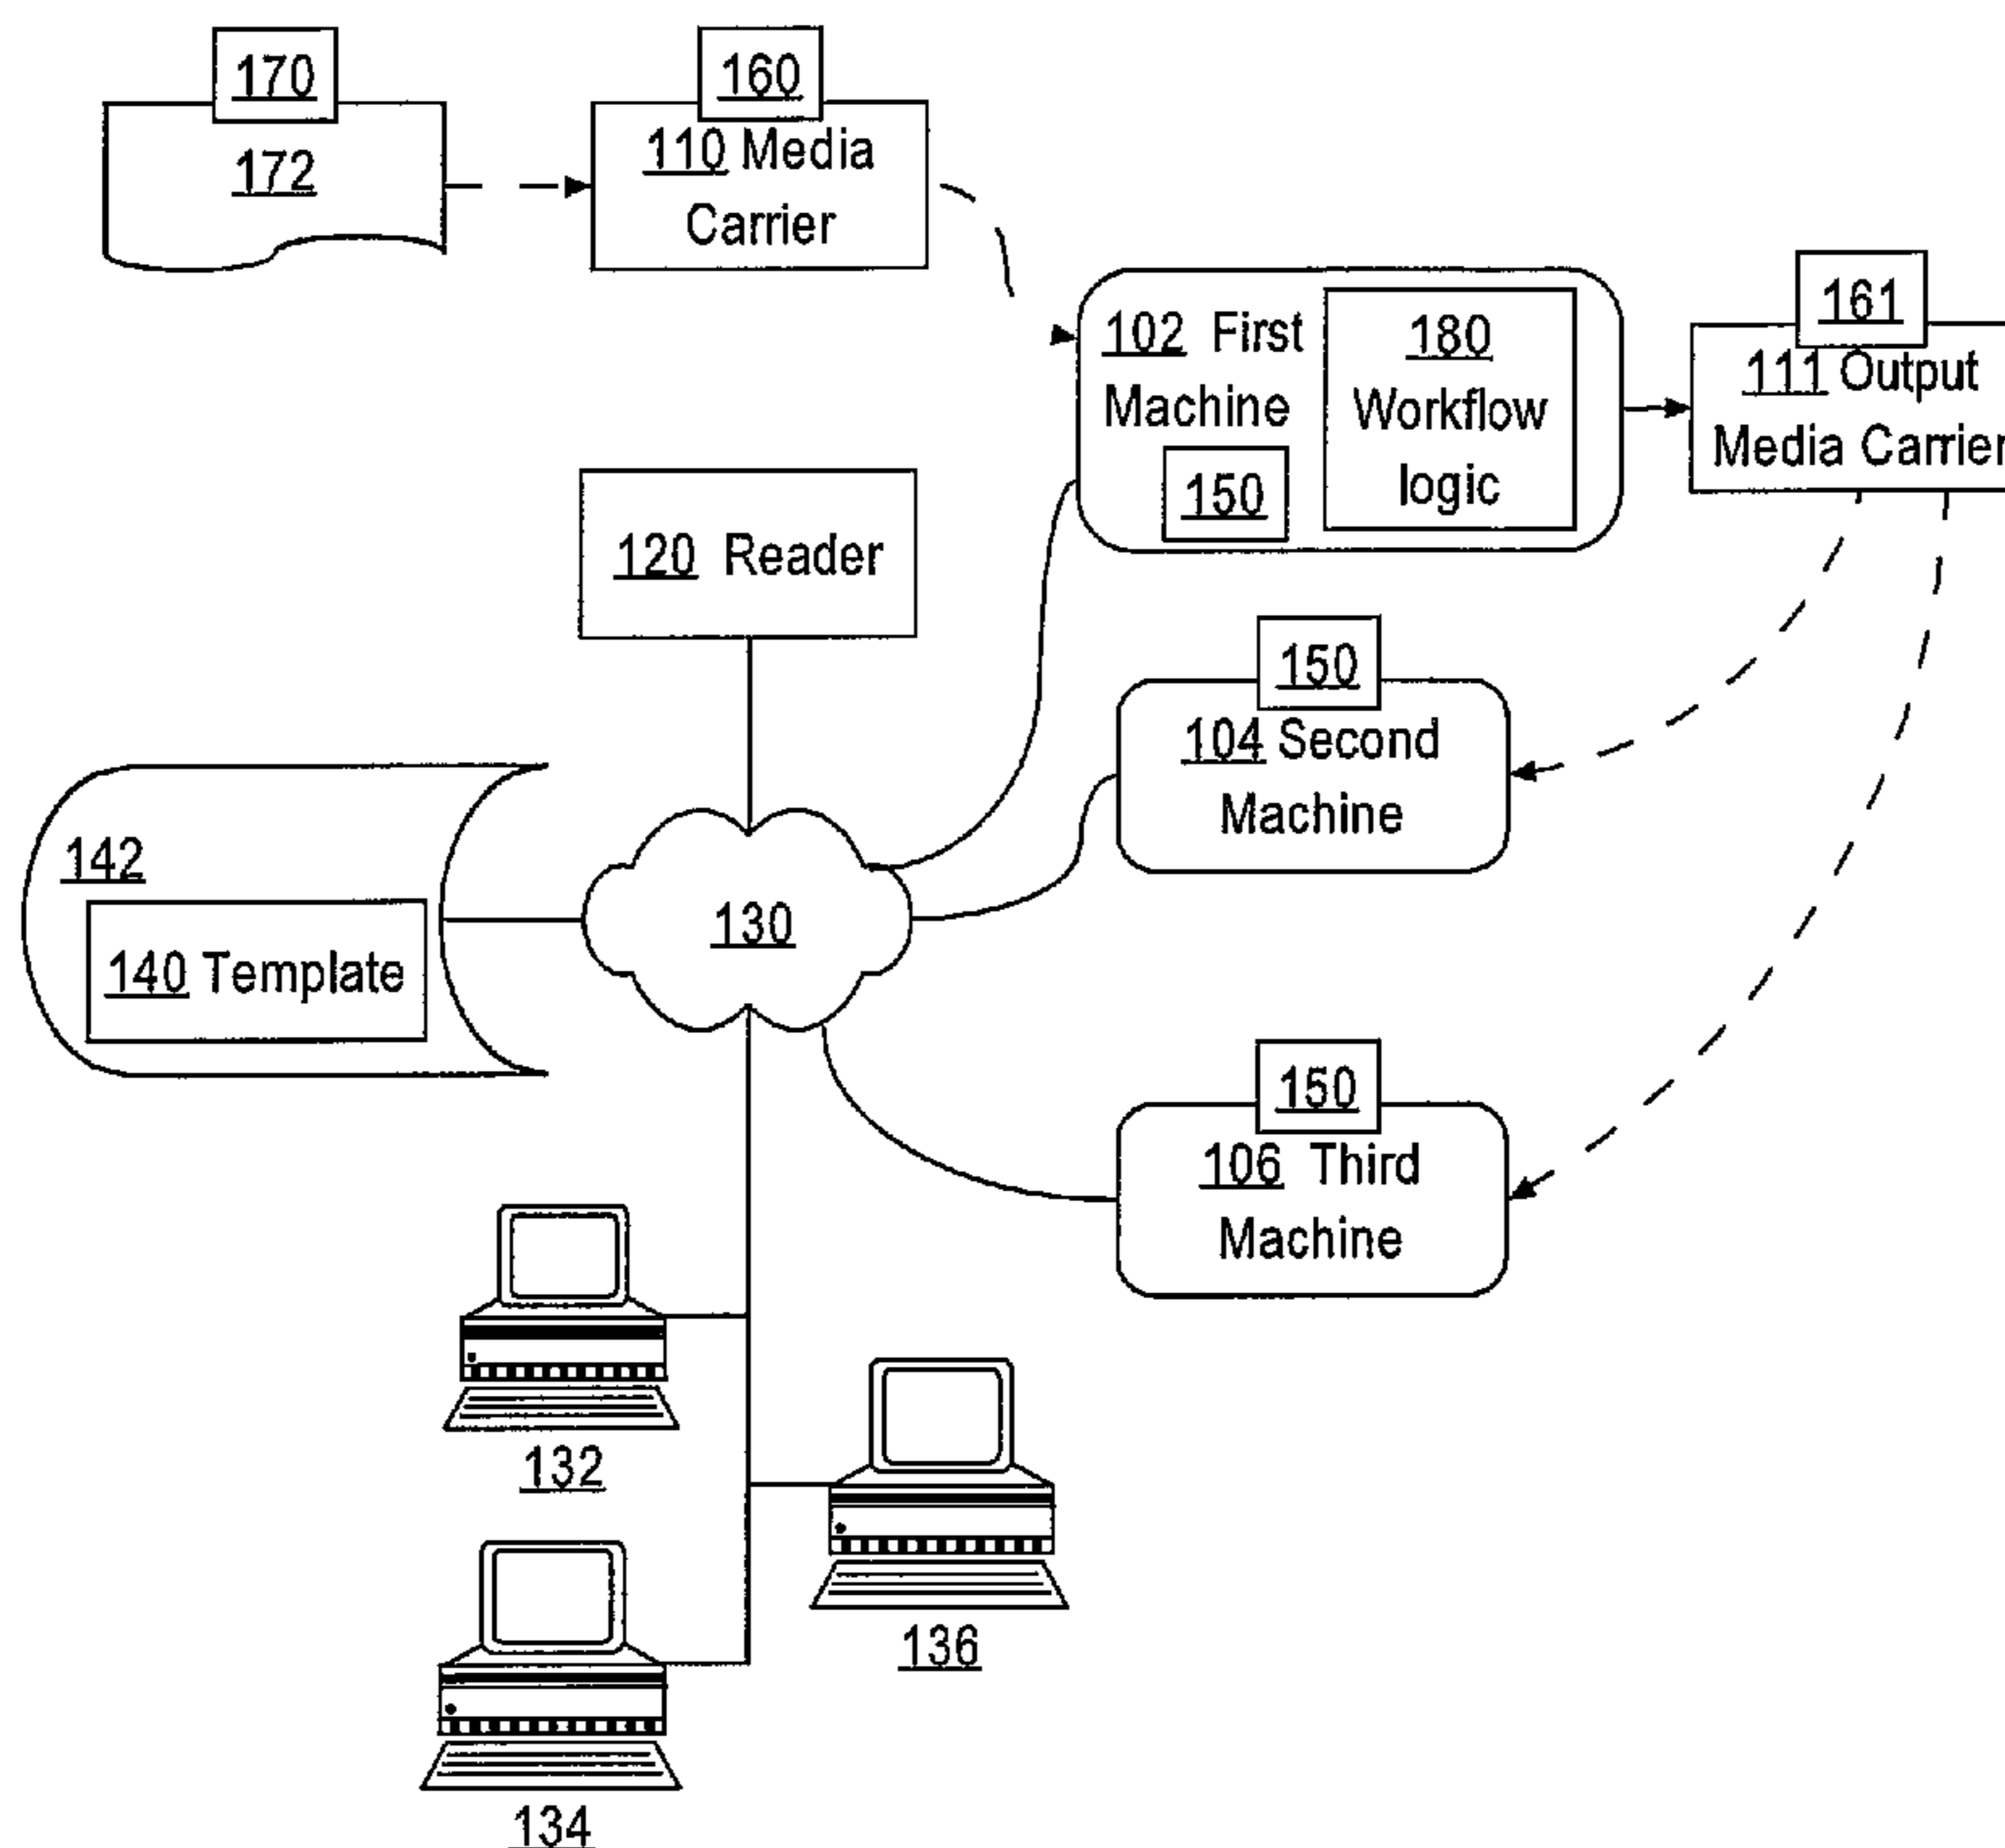 170
172
160
110 Media
Carrier
102 First
Machine
150
180
Workflow
logic
161
111 Output
Media Carrier
120 Reader
150
104 Second
Machine
142
140 Template
130
150
106 Third
Machine
132
136
134